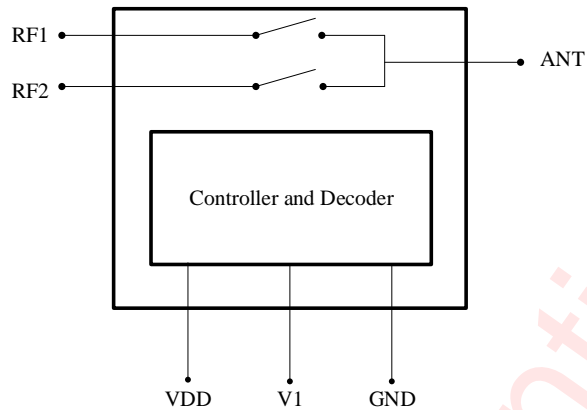 RF1
ANT
RF2
Controller and Decoder
VDD V1 GND